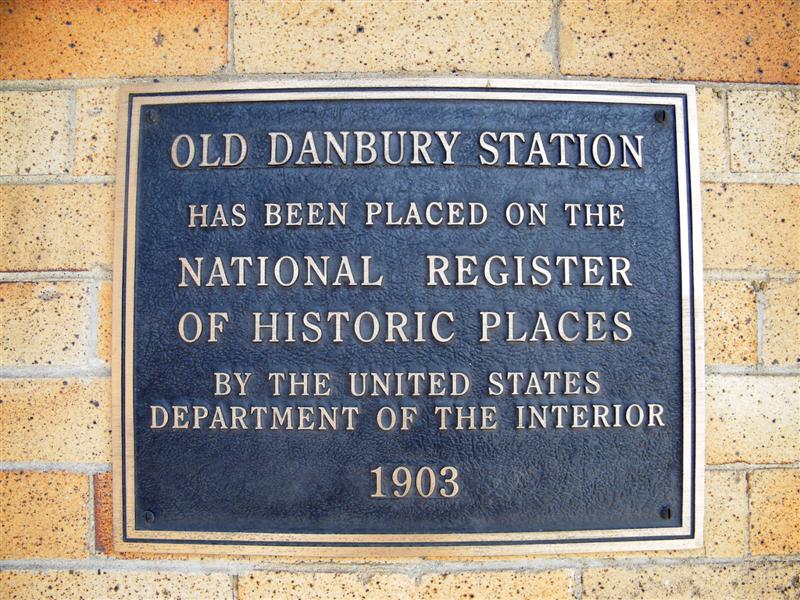 OLD DANBURY STATION
HAS BEEN PLACED ON THE
NATIONAL REGISTER
OF HISTORIC PLACES
BY THE UNITED STATES
DEPARTMENT OF THE INTERIOR
1903